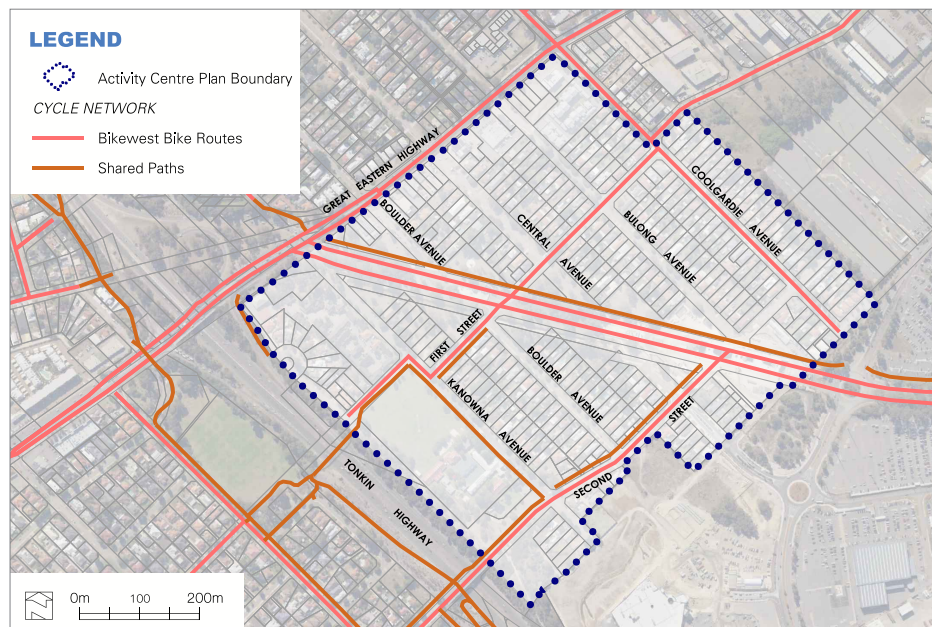 LEGEND
Activity Centre Plan Boundary
CYCLE NETWORK
Bikewest Bike Routes
Shared Paths
GREAT EASTERN HIGHWAY
BOULDER AVENUE
CENTRAL AVENUE
BULONG AVENUE
COOLGARDIE AVENUE
FIRST STREET
BOULDER AVENUE
KANOWNA AVENUE
SECOND STREET
TONKIN HIGHWAY
0m 100 200m